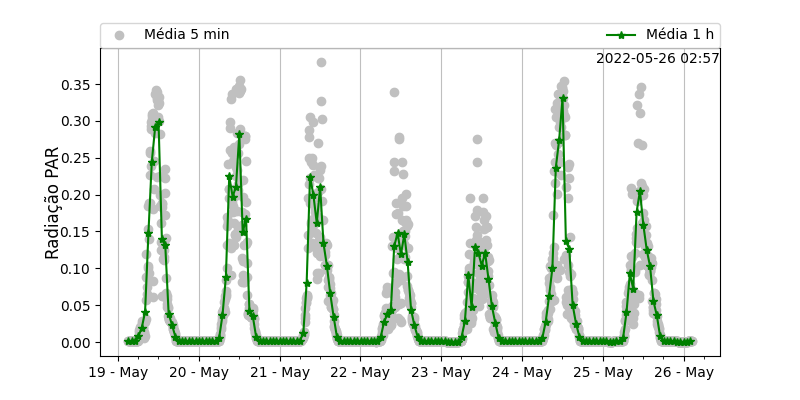 Média 5 min
Média 1 h
2022-05-26 02:57
Radiação PAR
0.35
0.30
0.25
0.20
0.15
0.10
0.05
0.00
19 - May
20 - May
21 - May
22 - May
23 - May
24 - May
25 - May
26 - May